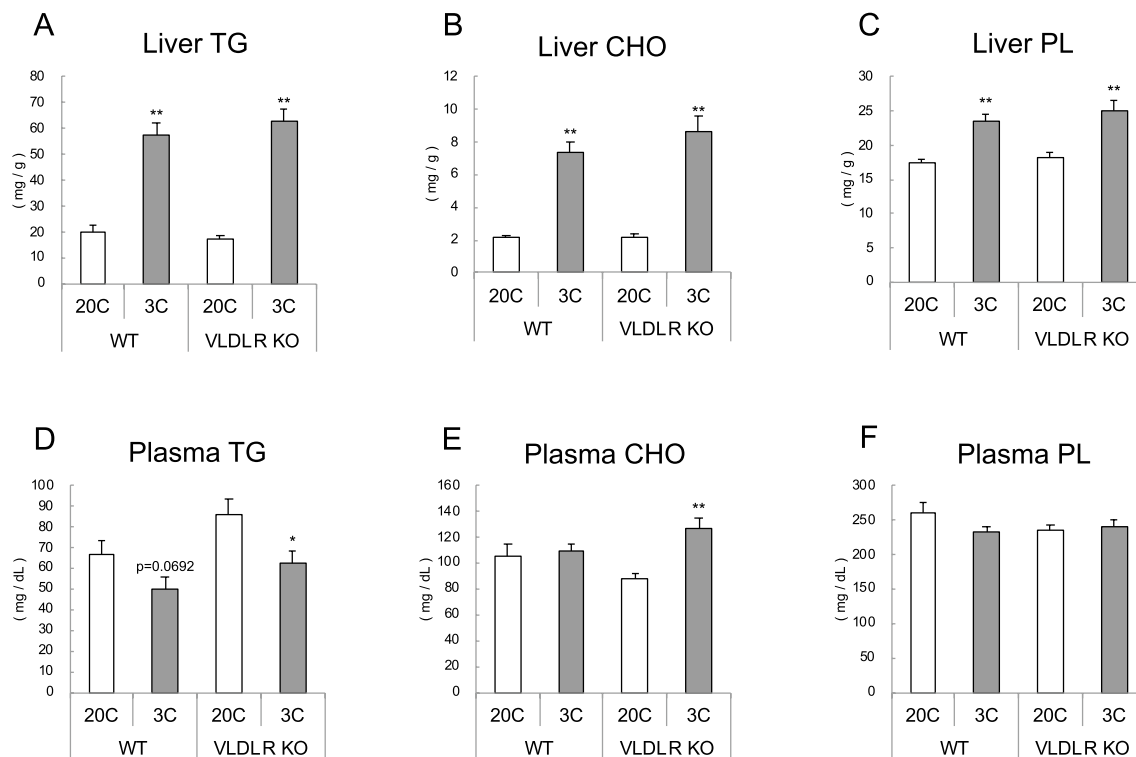 A
Liver TG
80
70
60
50
40
30
20
10
0
( mg / g )
**
**
20C 3C 20C 3C
WT VLDLR KO
B
Liver CHO
12
10
8
6
4
2
0
( mg / g )
**
**
20C 3C 20C 3C
WT VLDLR KO
C
Liver PL
30
25
20
15
10
5
0
( mg / g )
**
**
20C 3C 20C 3C
WT VLDLR KO
D
Plasma TG
100
90
80
70
60
50
40
30
20
10
0
( mg / dL )
p=0.0692
*
20C 3C 20C 3C
WT VLDLR KO
E
Plasma CHO
160
140
120
100
80
60
40
20
0
( mg / dL )
**
20C 3C 20C 3C
WT VLDLR KO
F
Plasma PL
300
250
200
150
100
50
0
( mg / dL )
20C 3C 20C 3C
WT VLDLR KO